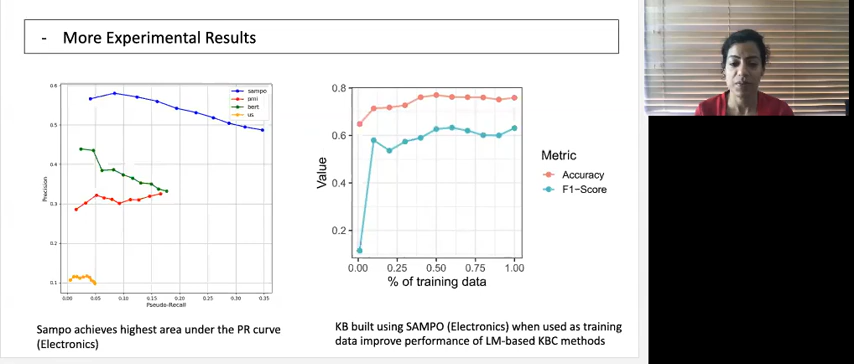 - More Experimental Results
0.6
0.5
0.4
0.3
0.2
0.1
Precision
0.00 0.05 0.10 0.15 0.20 0.25 0.30 0.35
Pseudo-Recall
sampo
pmi
bert
us
Sampo achieves highest area under the PR curve
(Electronics)
0.8
0.6
0.4
0.2
Value
0.00 0.25 0.50 0.75 1.00
% of training data
Metric
Accuracy
F1-Score
KB built using SAMPO (Electronics) when used as training
data improve performance of LM-based KBC methods